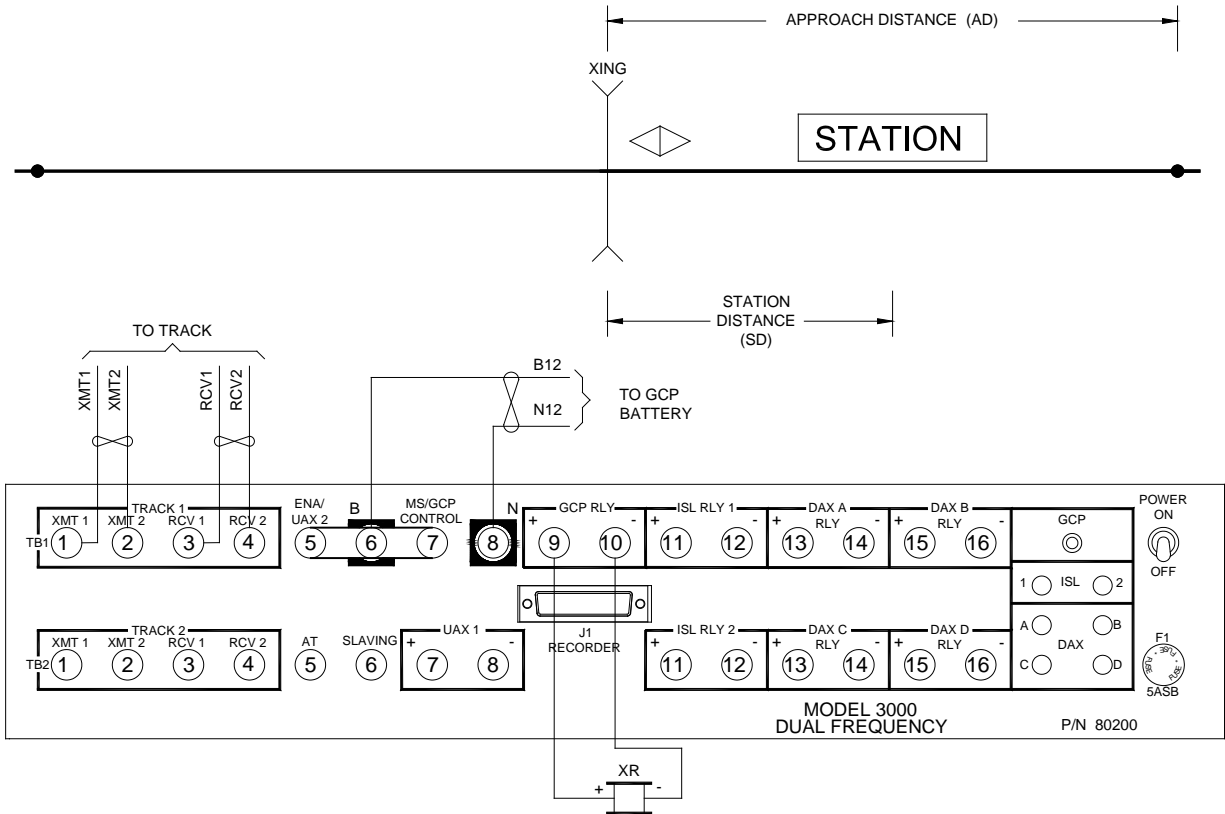 APPROACH DISTANCE (AD)
XING
STATION
STATION
DISTANCE
(SD)
TO TRACK
XMT1
XMT2
RCV1
RCV2
B12
N12
TO GCP
BATTERY
TRACK 1
XMT 1
XMT 2
RCV 1
RCV 2
TB1
1
2
3
4
ENA/
UAX 2
B
MS/GCP
CONTROL
N
5
6
7
8
GCP RLY
+
-
9
10
ISL RLY 1
+
-
11
12
DAX A
RLY
+
-
13
14
DAX B
RLY
+
-
15
16
GCP
1
ISL
2
A
B
DAX
C
D
POWER
ON
OFF
F1
FUSE
FUSE
FUSE
5ASB
TRACK 2
XMT 1
XMT 2
RCV 1
RCV 2
TB2
1
2
3
4
AT
5
SLAVING
6
UAX 1
+
-
7
8
J1
RECORDER
ISL RLY 2
+
-
11
12
DAX C
RLY
+
-
13
14
DAX D
RLY
+
-
15
16
MODEL 3000
DUAL FREQUENCY
P/N 80200
XR
+
-